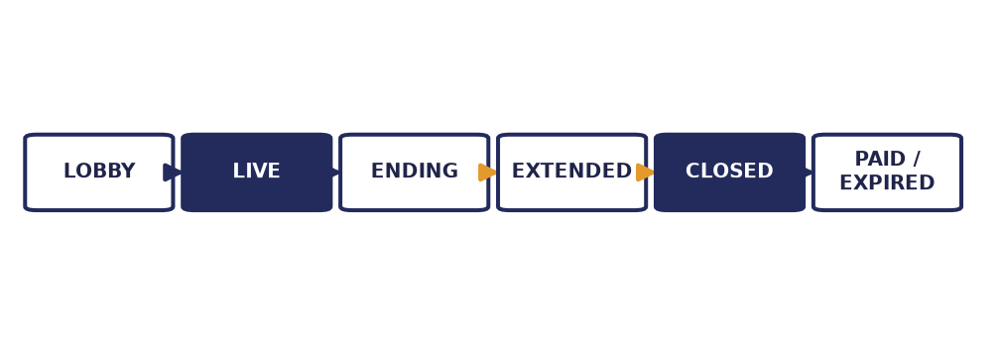 LOBBY
LIVE
ENDING
EXTENDED
CLOSED
PAID /
EXPIRED